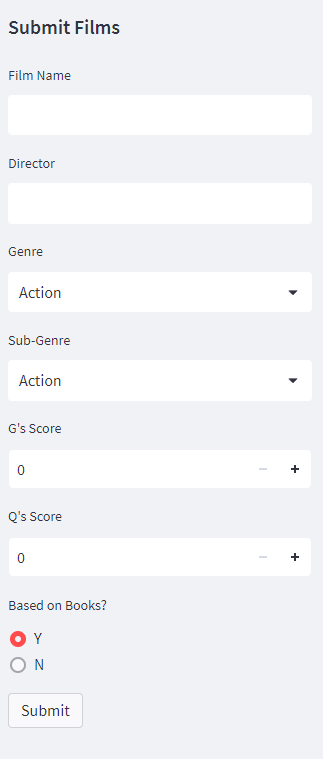 Submit Films
Film Name
Director
Genre
Action
Sub-Genre
Action
G's Score
0
Q's Score
0
Based on Books?
Y
N
Submit